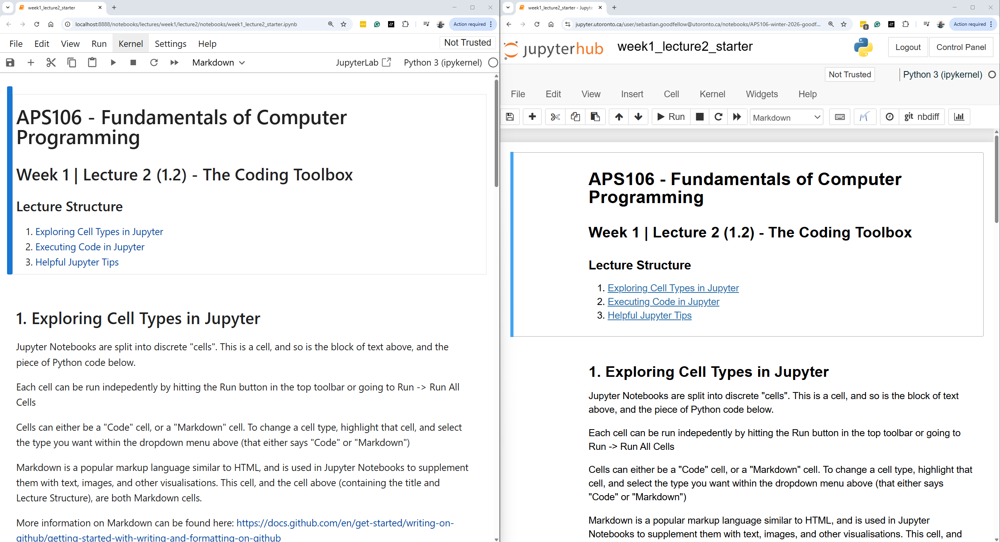 week1_lecture2_starter
localhost:8888/notebooks/lectures/week1/lecture2/notebooks/week1_lecture2_starter.ipynb
Action required
File Edit View Run Kernel Settings Help
Not Trusted
Markdown
JupyterLab
Python 3 (ipykernel)
APS106 - Fundamentals of Computer
Programming
Week 1 | Lecture 2 (1.2) - The Coding Toolbox
Lecture Structure
1. Exploring Cell Types in Jupyter
2. Executing Code in Jupyter
3. Helpful Jupyter Tips
1. Exploring Cell Types in Jupyter
Jupyter Notebooks are split into discrete "cells". This is a cell, and so is the block of text above, and the
piece of Python code below.
Each cell can be run indepedently by hitting the Run button in the top toolbar or going to Run -> Run All
Cells
Cells can either be a "Code" cell, or a "Markdown" cell. To change a cell type, highlight that cell, and select
the type you want within the dropdown menu above (that either says "Code" or "Markdown")
Markdown is a popular markup language similar to HTML, and is used in Jupyter Notebooks to supplement
them with text, images, and other visualisations. This cell, and the cell above (containing the title and
Lecture Structure), are both Markdown cells.
More information on Markdown can be found here: https://docs.github.com/en/get-started/writing-on-
github/getting-started-with-writing-and-formatting-on-github
week1_lecture2_starter - Jupyte
jupyter.utoronto.ca/user/sebastian.goodfellow@utoronto.ca/notebooks/APS106-winter-2026-goodf...
3
Action required
jupyterhub
week1_lecture2_starter
Logout
Control Panel
Not Trusted
Python 3 (ipykernel)
File Edit View Insert Cell Kernel Widgets Help
Run
Markdown
git nbdiff
APS106 - Fundamentals of Computer
Programming
Week 1 | Lecture 2 (1.2) - The Coding Toolbox
Lecture Structure
1. Exploring Cell Types in Jupyter
2. Executing Code in Jupyter
3. Helpful Jupyter Tips
1. Exploring Cell Types in Jupyter
Jupyter Notebooks are split into discrete "cells". This is a cell, and so is the block of text
above, and the piece of Python code below.
Each cell can be run indepedently by hitting the Run button in the top toolbar or going to
Run -> Run All Cells
Cells can either be a "Code" cell, or a "Markdown" cell. To change a cell type, highlight that
cell, and select the type you want within the dropdown menu above (that either says
"Code" or "Markdown")
Markdown is a popular markup language similar to HTML, and is used in Jupyter
Notebooks to supplement them with text, images, and other visualisations. This cell, and